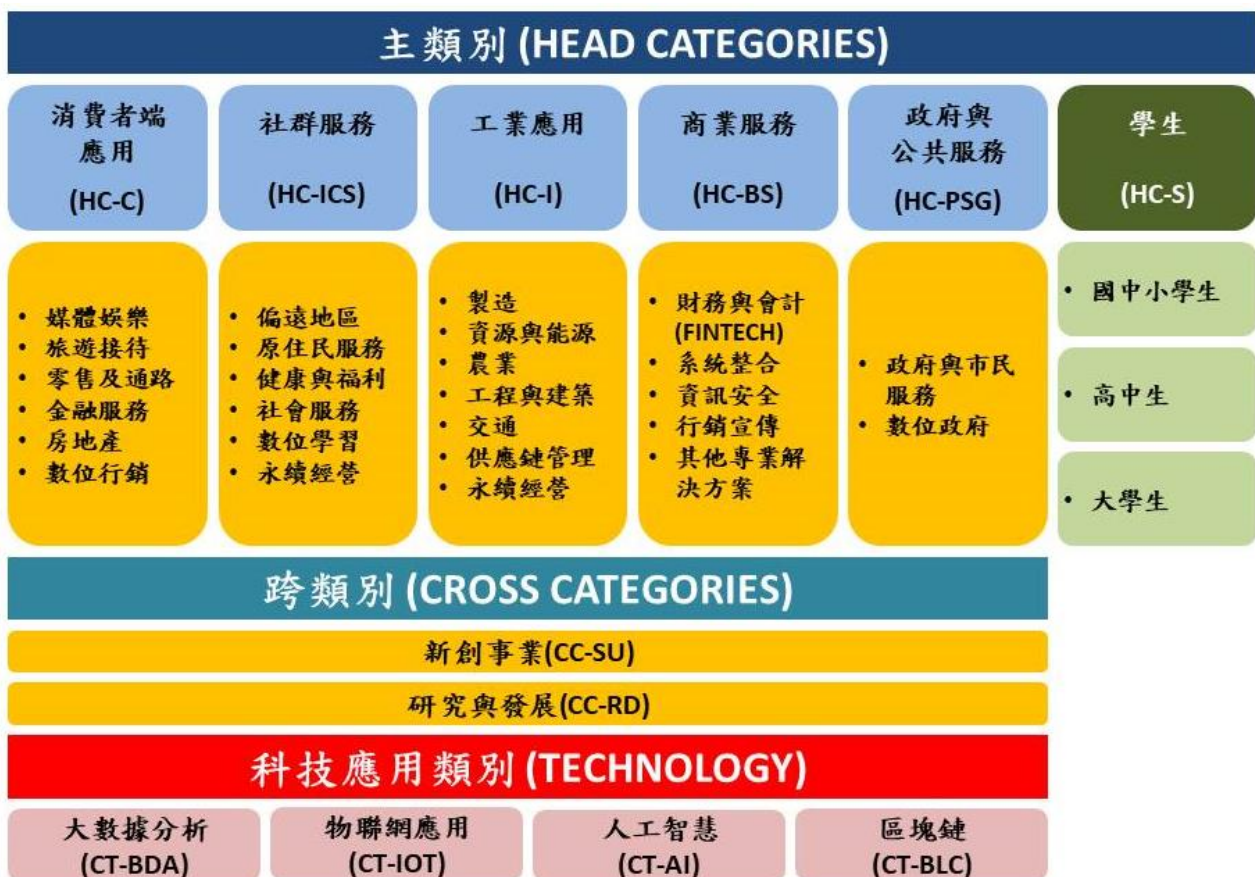 主類別 (HEAD CATEGORIES)
消費者端
應用
(HC-C)
社群服務
(HC-ICS)
工業應用
(HC-I)
商業服務
(HC-BS)
政府與
公共服務
(HC-PSG)
學生
(HC-S)
• 媒體娛樂
• 旅遊接待
• 零售及通路
• 金融服務
• 房地產
• 數位行銷
• 偏遠地區
• 原住民服務
• 健康與福利
• 社會服務
• 數位學習
• 永續經營
• 製造
• 資源與能源
• 農業
• 工程與建築
• 交通
• 供應鏈管理
• 永續經營
• 財務與會計
(FINTECH)
• 系統整合
• 資訊安全
• 行銷宣傳
• 其他專業解
決方案
• 政府與市民
服務
• 數位政府
• 國中小學生
• 高中生
• 大學生
跨類別 (CROSS CATEGORIES)
新創事業(CC-SU)
研究與發展(CC-RD)
科技應用類別 (TECHNOLOGY)
大數據分析
(CT-BDA)
物聯網應用
(CT-IOT)
人工智慧
(CT-AI)
區塊鏈
(CT-BLC)